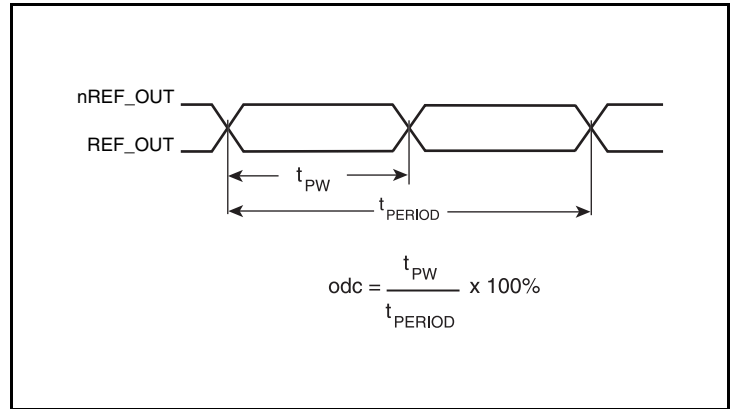 nREF_OUT
REF_OUT
tPW
tPERIOD
odc = tPW / tPERIOD x 100%